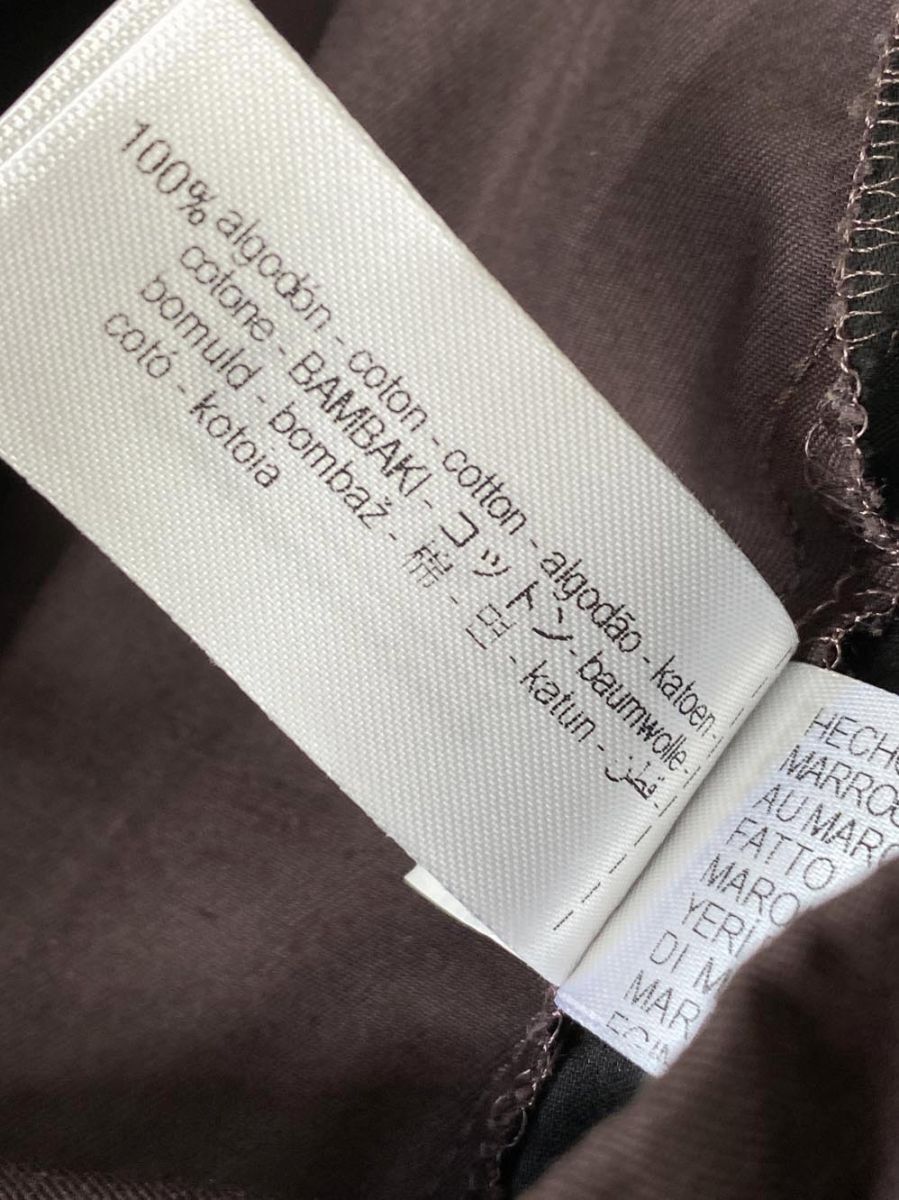 100% algodón - coton - cotton - algodão - katoen -
cotone - BAMBAKI - コットン - baumwolle -
bomuld - bombaž - 棉 - 면 - katun - قطن -
cotó - kotoia
HECHO
MARRO
AU MARO
FATTO
MARO
YERİ
DI M
MAR